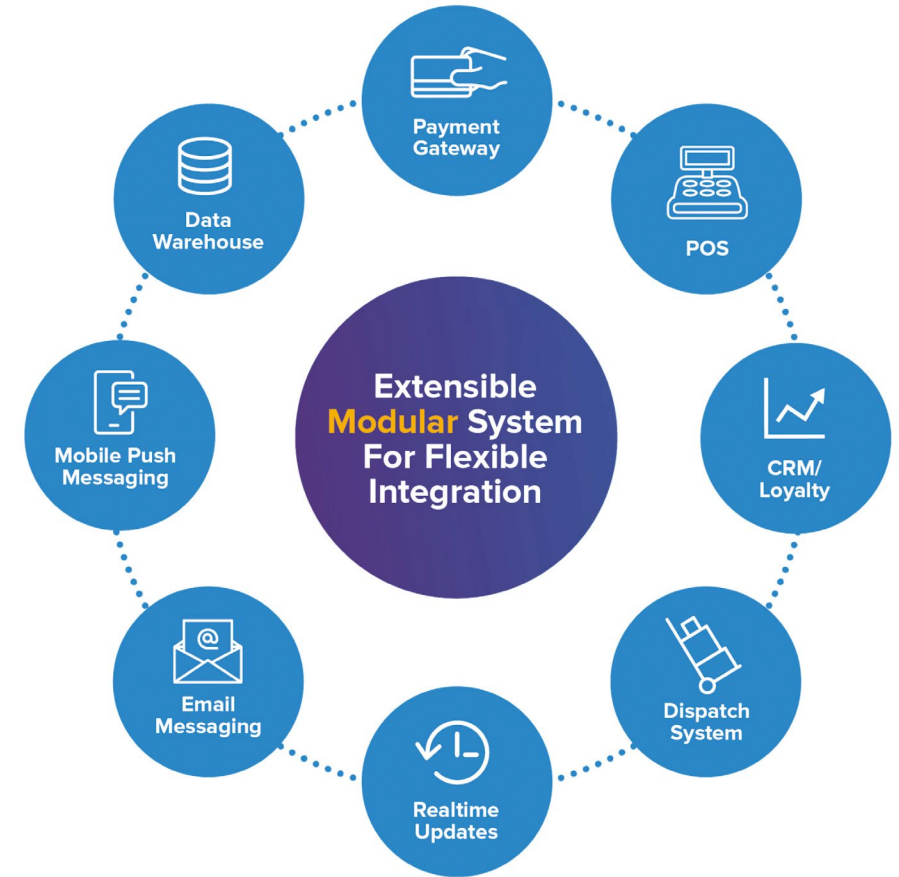 Payment
Gateway
POS
CRM/
Loyalty
Dispatch
System
Realtime
Updates
@
Email
Messaging
Mobile Push
Messaging
Data
Warehouse
Extensible
Modular System
For Flexible
Integration